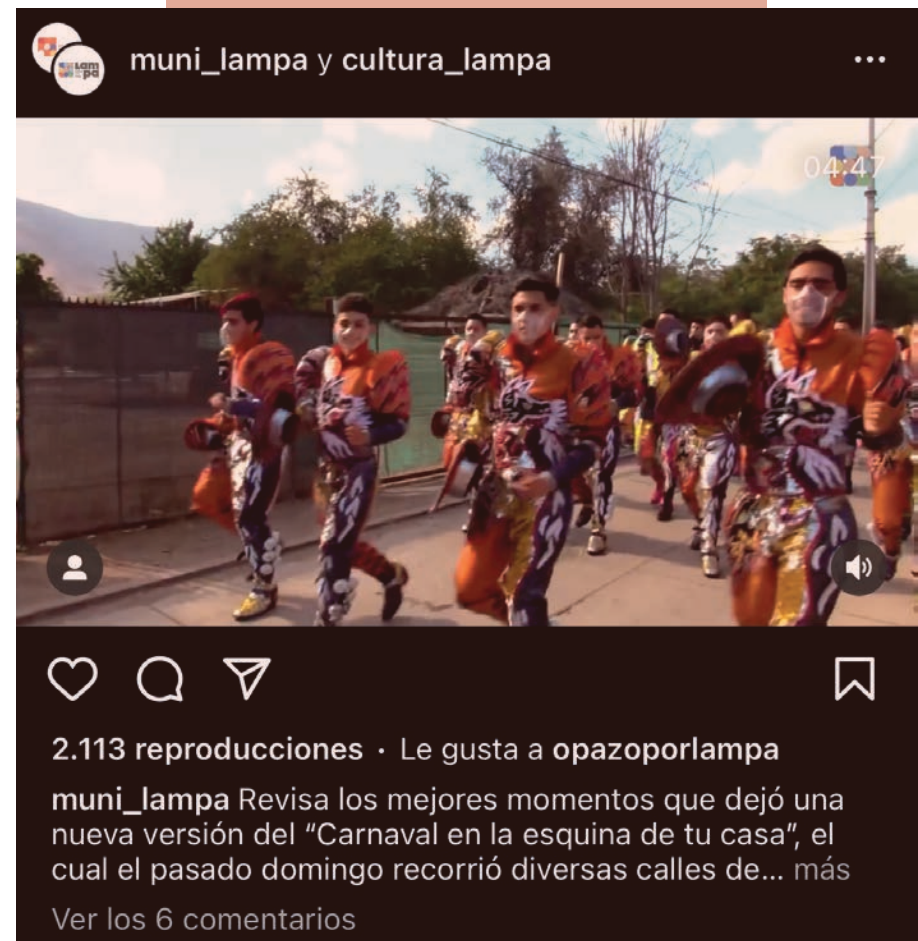 Lam
pa
muni_lampa y cultura_lampa
04:47
2.113 reproducciones · Le gusta a opazoporlampa
muni_lampa Revisa los mejores momentos que dejó una
nueva versión del “Carnaval en la esquina de tu casa”, el
cual el pasado domingo recorrió diversas calles de... más
Ver los 6 comentarios